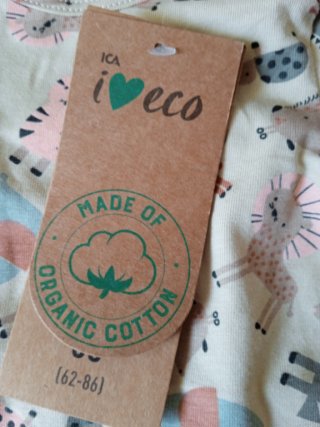 ICA
i eco
MADE OF
ORGANIC COTTON
(62-86)